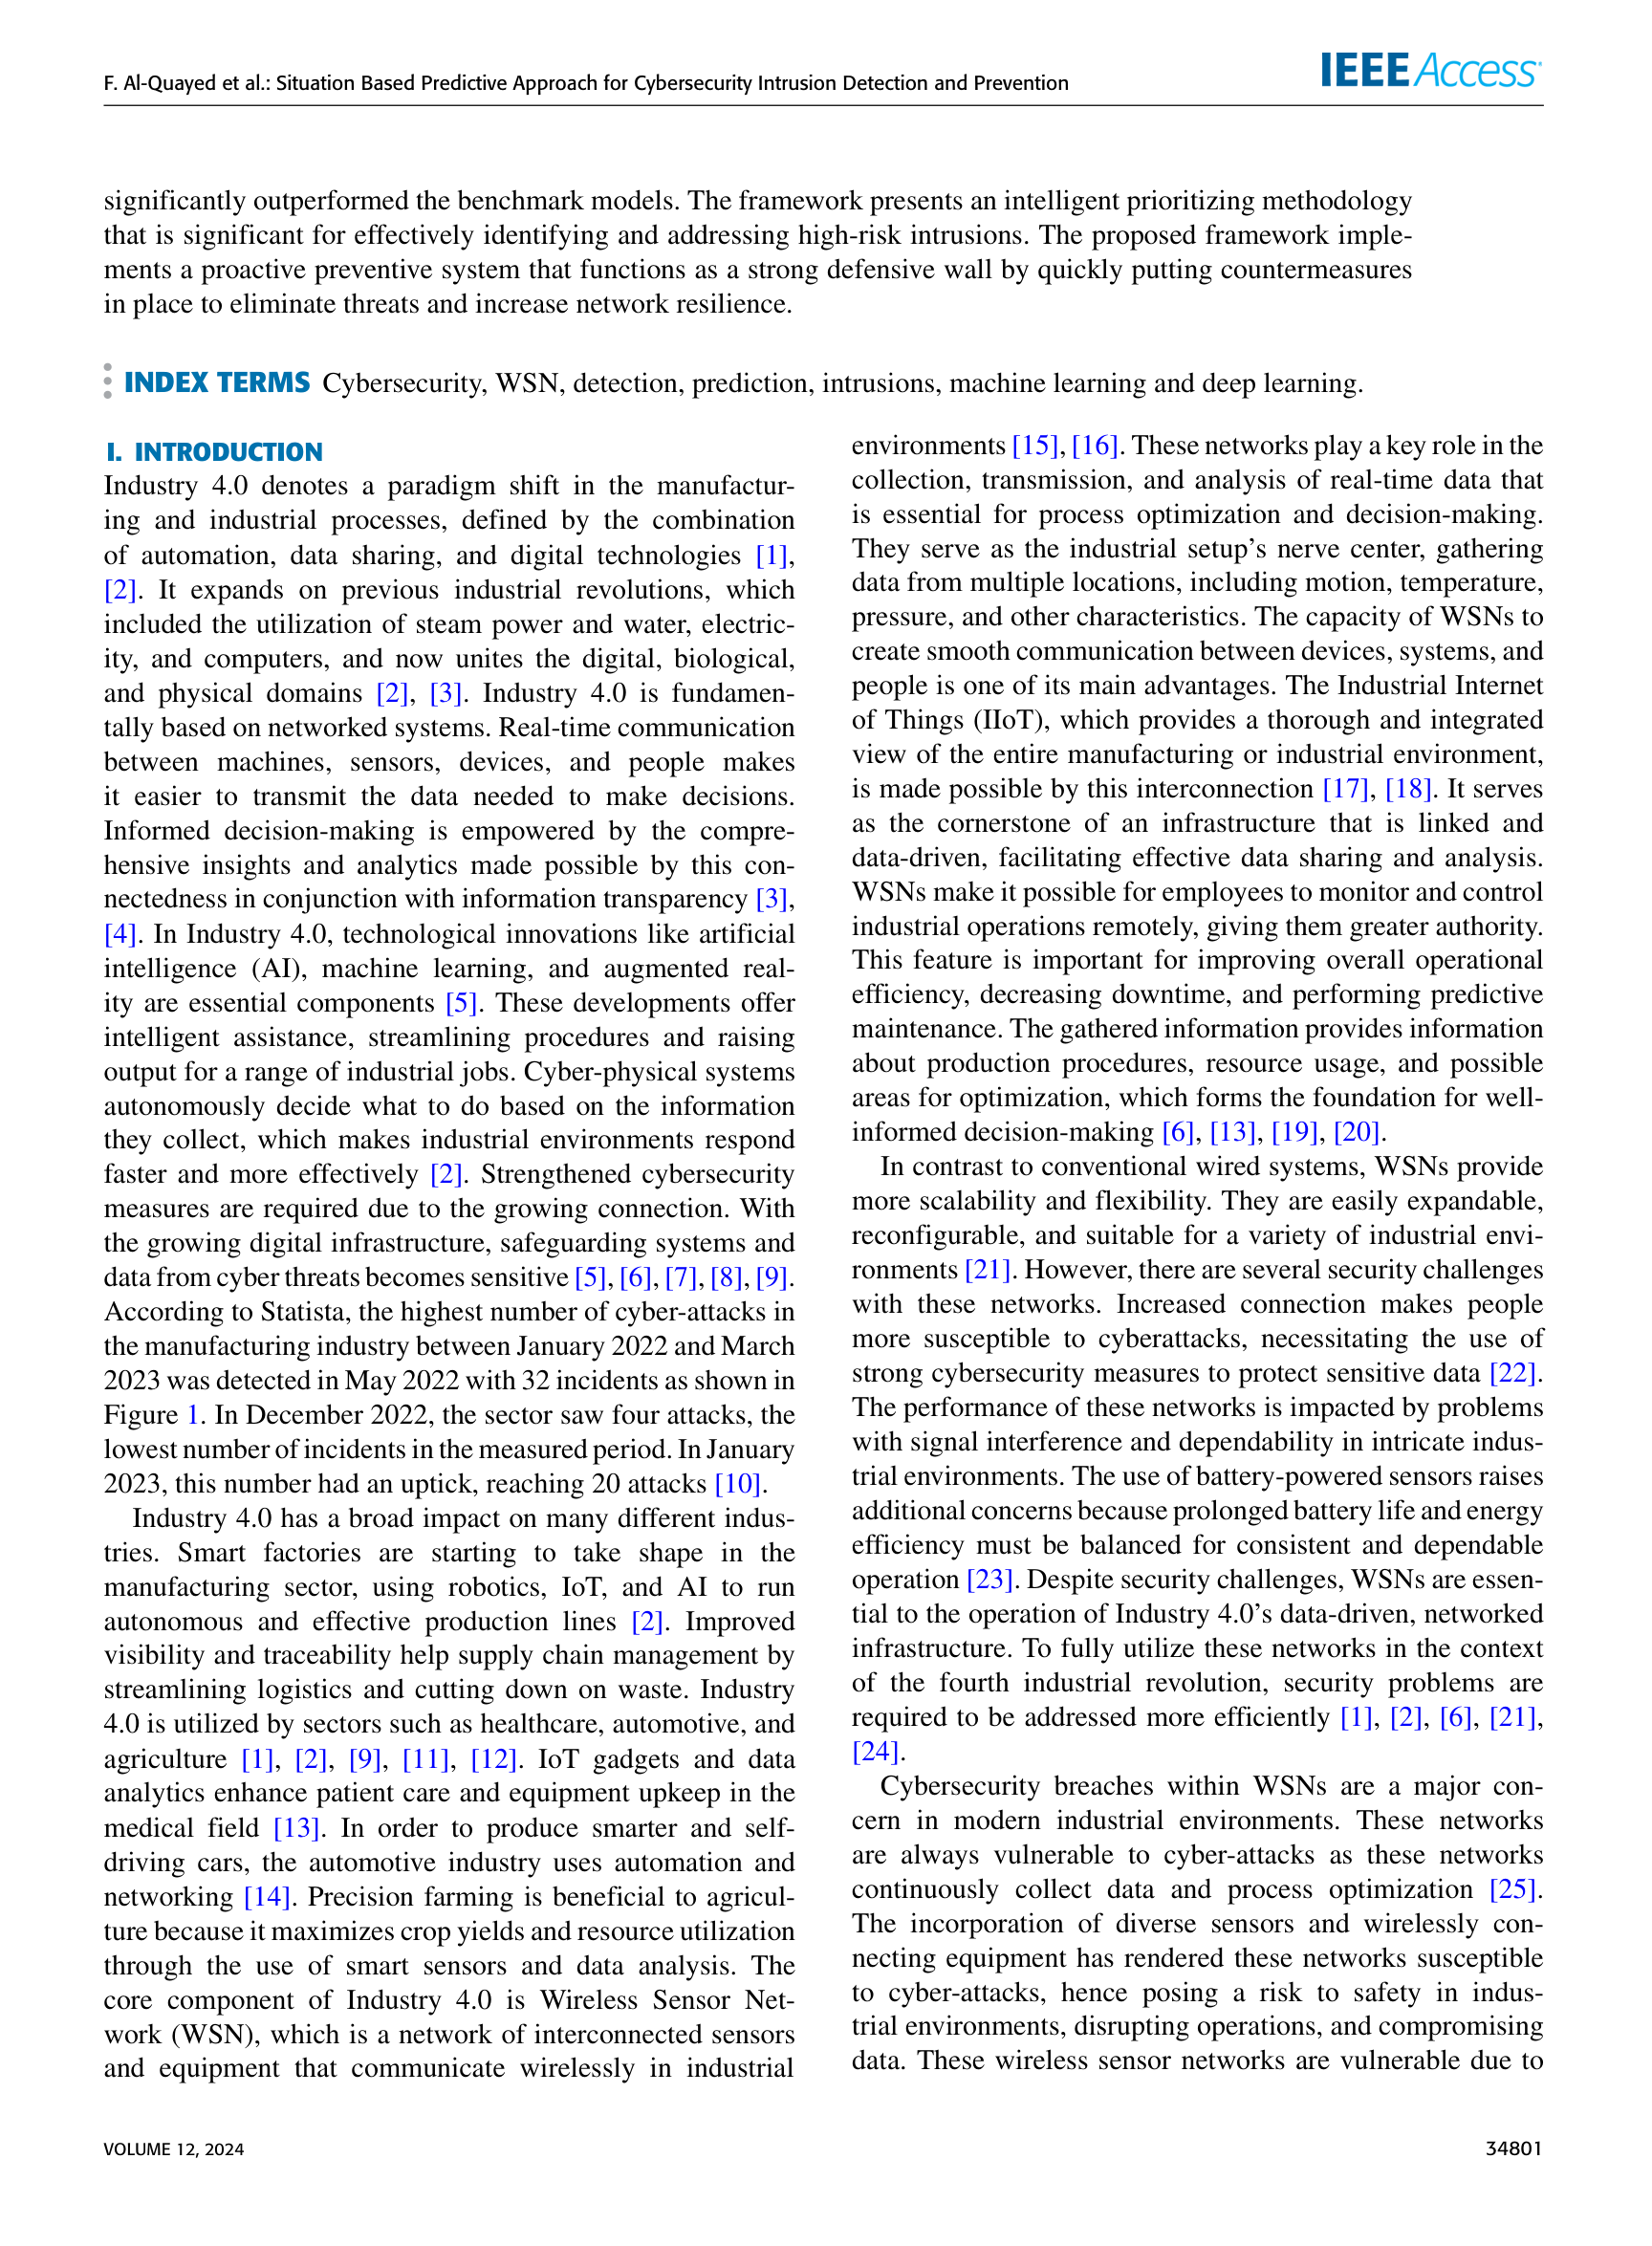 F. Al-Quayed et al.: Situation Based Predictive Approach for Cybersecurity Intrusion Detection and Prevention
IEEE Access
significantly outperformed the benchmark models. The framework presents an intelligent prioritizing methodology
that is significant for effectively identifying and addressing high-risk intrusions. The proposed framework imple-
ments a proactive preventive system that functions as a strong defensive wall by quickly putting countermeasures
in place to eliminate threats and increase network resilience.
INDEX TERMS Cybersecurity, WSN, detection, prediction, intrusions, machine learning and deep learning.
I. INTRODUCTION
Industry 4.0 denotes a paradigm shift in the manufactur-
ing and industrial processes, defined by the combination
of automation, data sharing, and digital technologies [1],
[2]. It expands on previous industrial revolutions, which
included the utilization of steam power and water, electric-
ity, and computers, and now unites the digital, biological,
and physical domains [2], [3]. Industry 4.0 is fundamen-
tally based on networked systems. Real-time communication
between machines, sensors, devices, and people makes
it easier to transmit the data needed to make decisions.
Informed decision-making is empowered by the compre-
hensive insights and analytics made possible by this con-
nectedness in conjunction with information transparency [3],
[4]. In Industry 4.0, technological innovations like artificial
intelligence (AI), machine learning, and augmented real-
ity are essential components [5]. These developments offer
intelligent assistance, streamlining procedures and raising
output for a range of industrial jobs. Cyber-physical systems
autonomously decide what to do based on the information
they collect, which makes industrial environments respond
faster and more effectively [2]. Strengthened cybersecurity
measures are required due to the growing connection. With
the growing digital infrastructure, safeguarding systems and
data from cyber threats becomes sensitive [5], [6], [7], [8], [9].
According to Statista, the highest number of cyber-attacks in
the manufacturing industry between January 2022 and March
2023 was detected in May 2022 with 32 incidents as shown in
Figure 1. In December 2022, the sector saw four attacks, the
lowest number of incidents in the measured period. In January
2023, this number had an uptick, reaching 20 attacks [10].
Industry 4.0 has a broad impact on many different indus-
tries. Smart factories are starting to take shape in the
manufacturing sector, using robotics, IoT, and AI to run
autonomous and effective production lines [2]. Improved
visibility and traceability help supply chain management by
streamlining logistics and cutting down on waste. Industry
4.0 is utilized by sectors such as healthcare, automotive, and
agriculture [1], [2], [9], [11], [12]. IoT gadgets and data
analytics enhance patient care and equipment upkeep in the
medical field [13]. In order to produce smarter and self-
driving cars, the automotive industry uses automation and
networking [14]. Precision farming is beneficial to agricul-
ture because it maximizes crop yields and resource utilization
through the use of smart sensors and data analysis. The
core component of Industry 4.0 is Wireless Sensor Net-
work (WSN), which is a network of interconnected sensors
and equipment that communicate wirelessly in industrial
environments [15], [16]. These networks play a key role in the
collection, transmission, and analysis of real-time data that
is essential for process optimization and decision-making.
They serve as the industrial setup’s nerve center, gathering
data from multiple locations, including motion, temperature,
pressure, and other characteristics. The capacity of WSNs to
create smooth communication between devices, systems, and
people is one of its main advantages. The Industrial Internet
of Things (IIoT), which provides a thorough and integrated
view of the entire manufacturing or industrial environment,
is made possible by this interconnection [17], [18]. It serves
as the cornerstone of an infrastructure that is linked and
data-driven, facilitating effective data sharing and analysis.
WSNs make it possible for employees to monitor and control
industrial operations remotely, giving them greater authority.
This feature is important for improving overall operational
efficiency, decreasing downtime, and performing predictive
maintenance. The gathered information provides information
about production procedures, resource usage, and possible
areas for optimization, which forms the foundation for well-
informed decision-making [6], [13], [19], [20].
In contrast to conventional wired systems, WSNs provide
more scalability and flexibility. They are easily expandable,
reconfigurable, and suitable for a variety of industrial envi-
ronments [21]. However, there are several security challenges
with these networks. Increased connection makes people
more susceptible to cyberattacks, necessitating the use of
strong cybersecurity measures to protect sensitive data [22].
The performance of these networks is impacted by problems
with signal interference and dependability in intricate indus-
trial environments. The use of battery-powered sensors raises
additional concerns because prolonged battery life and energy
efficiency must be balanced for consistent and dependable
operation [23]. Despite security challenges, WSNs are essen-
tial to the operation of Industry 4.0’s data-driven, networked
infrastructure. To fully utilize these networks in the context
of the fourth industrial revolution, security problems are
required to be addressed more efficiently [1], [2], [6], [21],
[24].
Cybersecurity breaches within WSNs are a major con-
cern in modern industrial environments. These networks
are always vulnerable to cyber-attacks as these networks
continuously collect data and process optimization [25].
The incorporation of diverse sensors and wirelessly con-
necting equipment has rendered these networks susceptible
to cyber-attacks, hence posing a risk to safety in indus-
trial environments, disrupting operations, and compromising
data. These wireless sensor networks are vulnerable due to
VOLUME 12, 2024
34801